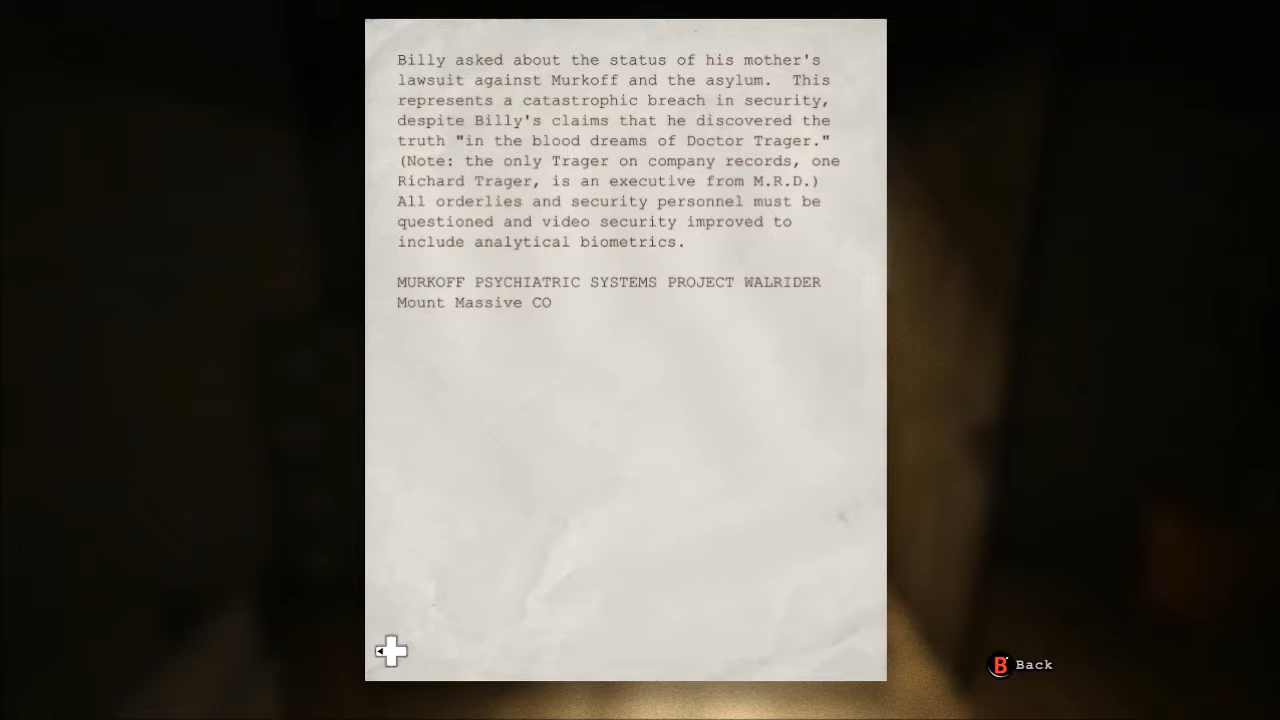 Billy asked about the status of his mother's
lawsuit against Murkoff and the asylum.  This
represents a catastrophic breach in security,
despite Billy's claims that he discovered the
truth "in the blood dreams of Doctor Trager."
(Note: the only Trager on company records, one
Richard Trager, is an executive from M.R.D.)
All orderlies and security personnel must be
questioned and video security improved to
include analytical biometrics.

MURKOFF PSYCHIATRIC SYSTEMS PROJECT WALRIDER
Mount Massive CO
B Back